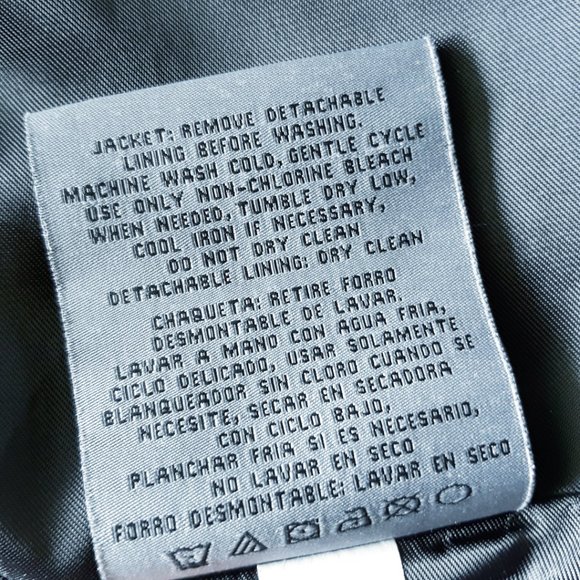 JACKET: REMOVE DETACHABLE
LINING BEFORE WASHING.
MACHINE WASH COLD, GENTLE CYCLE
USE ONLY NON-CHLORINE BLEACH
WHEN NEEDED, TUMBLE DRY LOW,
COOL IRON IF NECESSARY,
DO NOT DRY CLEAN
DETACHABLE LINING: DRY CLEAN
CHAQUETA: RETIRE FORRO
DESMONTABLE DE LAVAR.
LAVAR A MANO CON AGUA FRIA,
CICLO DELICADO, USAR SOLAMENTE
BLANQUEADOR SIN CLORO CUANDO SE
NECESITE, SECAR EN SECADORA
CON CICLO BAJO,
PLANCHAR FRIA SI ES NECESARIO,
NO LAVAR EN SECO
FORRO DESMONTABLE: LAVAR EN SECO